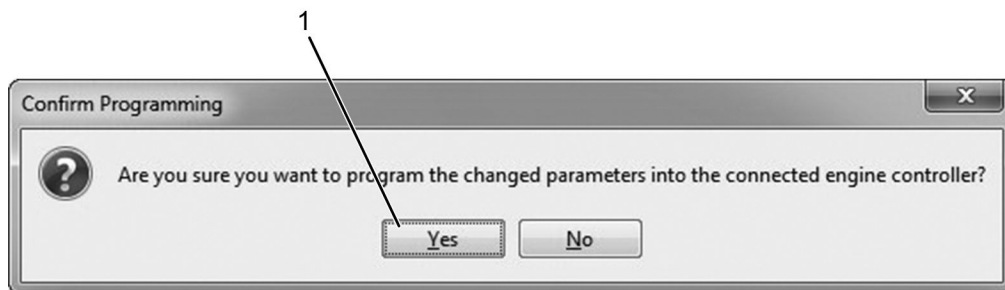 1
Confirm Programming
X
Are you sure you want to program the changed parameters into the connected engine controller?
Yes No